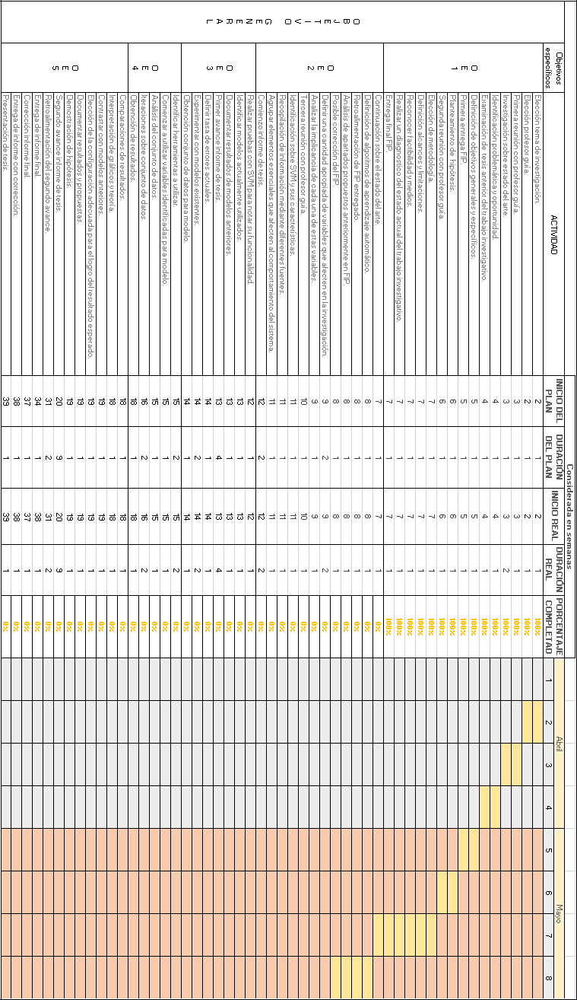 Considerada en semanas
Objetivos específicos ACTIVIDAD INICIO DEL PLAN DURACIÓN DEL PLAN INICIO REAL DURACIÓN REAL PORCENTAJE COMPLETAD Abril Mayo
1 2 3 4 5 6 7 8
OBJETIVO GENERAL
OE 1
Elección tema de investigación. 2 1 2 1 100%
Elección profesor guía. 2 1 2 1 100%
Primera reunión con profesor guía. 3 1 3 1 100%
Investigación sobre estado del arte. 3 1 3 2 100%
Identificación problemática y oportunidad. 4 1 4 1 100%
Examinación de tesis anterior del trabajo investigativo. 4 1 4 1 100%
Definición de objetivos generales y específicos. 5 1 5 1 100%
Primera entrega FIP. 5 1 5 1 100%
Planteamiento de hipótesis. 6 1 6 1 100%
Segunda reunión con profesor guía. 6 1 6 1 100%
Elección de metodología. 7 1 7 1 100%
Definición alcances y limitaciones. 7 1 7 1 100%
Reconocer factibilidad y medios. 7 1 7 1 100%
Realizar un diagnostico del estado actual del trabajo investigativo. 7 1 7 1 100%
Entrega final FIP. 7 1 7 1 100%
OE 2
Continuación sobre el estado del arte. 7 1 7 1 0%
Definición de algoritmos de aprendizaje automático. 8 1 8 1 0%
Retroalimentación de FIP entregado. 8 1 8 1 0%
Análisis de apartados propuestos anteriormente en FIP. 8 1 8 1 0%
Posible corrección del FIP. 8 1 8 1 0%
Definir una cantidad apropiada de variables que afecten en la investigación. 9 2 9 2 0%
Analizar la implicancia de cada una de estas variables. 9 1 9 1 0%
Tercera reunión con profesor guía. 10 1 10 1 0%
Identificación sobre SVM y sus características. 11 1 11 1 0%
Recopilación de información mediante diferentes fuentes. 11 1 11 1 0%
Agrupar elementos esenciales que afecten al comportamiento del sistema. 11 1 11 1 0%
Comienzo informe de tesis. 12 2 12 2 0%
OE 3
Realizar pruebas con SVM para notar su funcionalidad. 12 1 12 1 0%
Identificar modelos actualmente utilizados. 13 1 13 1 0%
Documentar resultados de modelos anteriores. 13 1 13 1 0%
Primer avance informe de tesis. 13 4 13 4 0%
Definir tasa de errores actuales. 14 1 14 1 0%
Experimentar con modelos existentes. 14 2 14 2 0%
Obtención conjunto de datos para modelo. 14 1 14 1 0%
OE 4
Identificar herramientas a utilizar. 15 2 15 2 0%
Comenzar a utilizar variables identificadas para modelo. 15 1 15 1 0%
Análisis del conjunto de datos. 15 1 15 1 0%
Iteraciones sobre conjunto de datos. 16 2 16 2 0%
Obtención de resultados. 18 1 18 1 0%
OE 5
Comparaciones de resultados. 18 1 18 1 0%
Interpretación de gráficos y teoría. 18 1 18 1 0%
Contrastar con modelos anteriores. 19 1 19 1 0%
Elección de la configuración adecuada para el logro del resultado esperado. 19 1 19 1 0%
Documentar resultados y propuestas. 19 1 19 1 0%
Demostración de hipótesis. 19 1 19 1 0%
Segundo avance informe de tesis. 20 9 20 9 0%
Retroalimentación del segundo avance. 31 2 31 2 0%
Entrega de informe final. 34 1 38 1 0%
Corrección informe final. 37 1 37 1 0%
Entrega de informe con corrección. 38 1 38 1 0%
Presentación de tesis. 39 1 39 1 0%